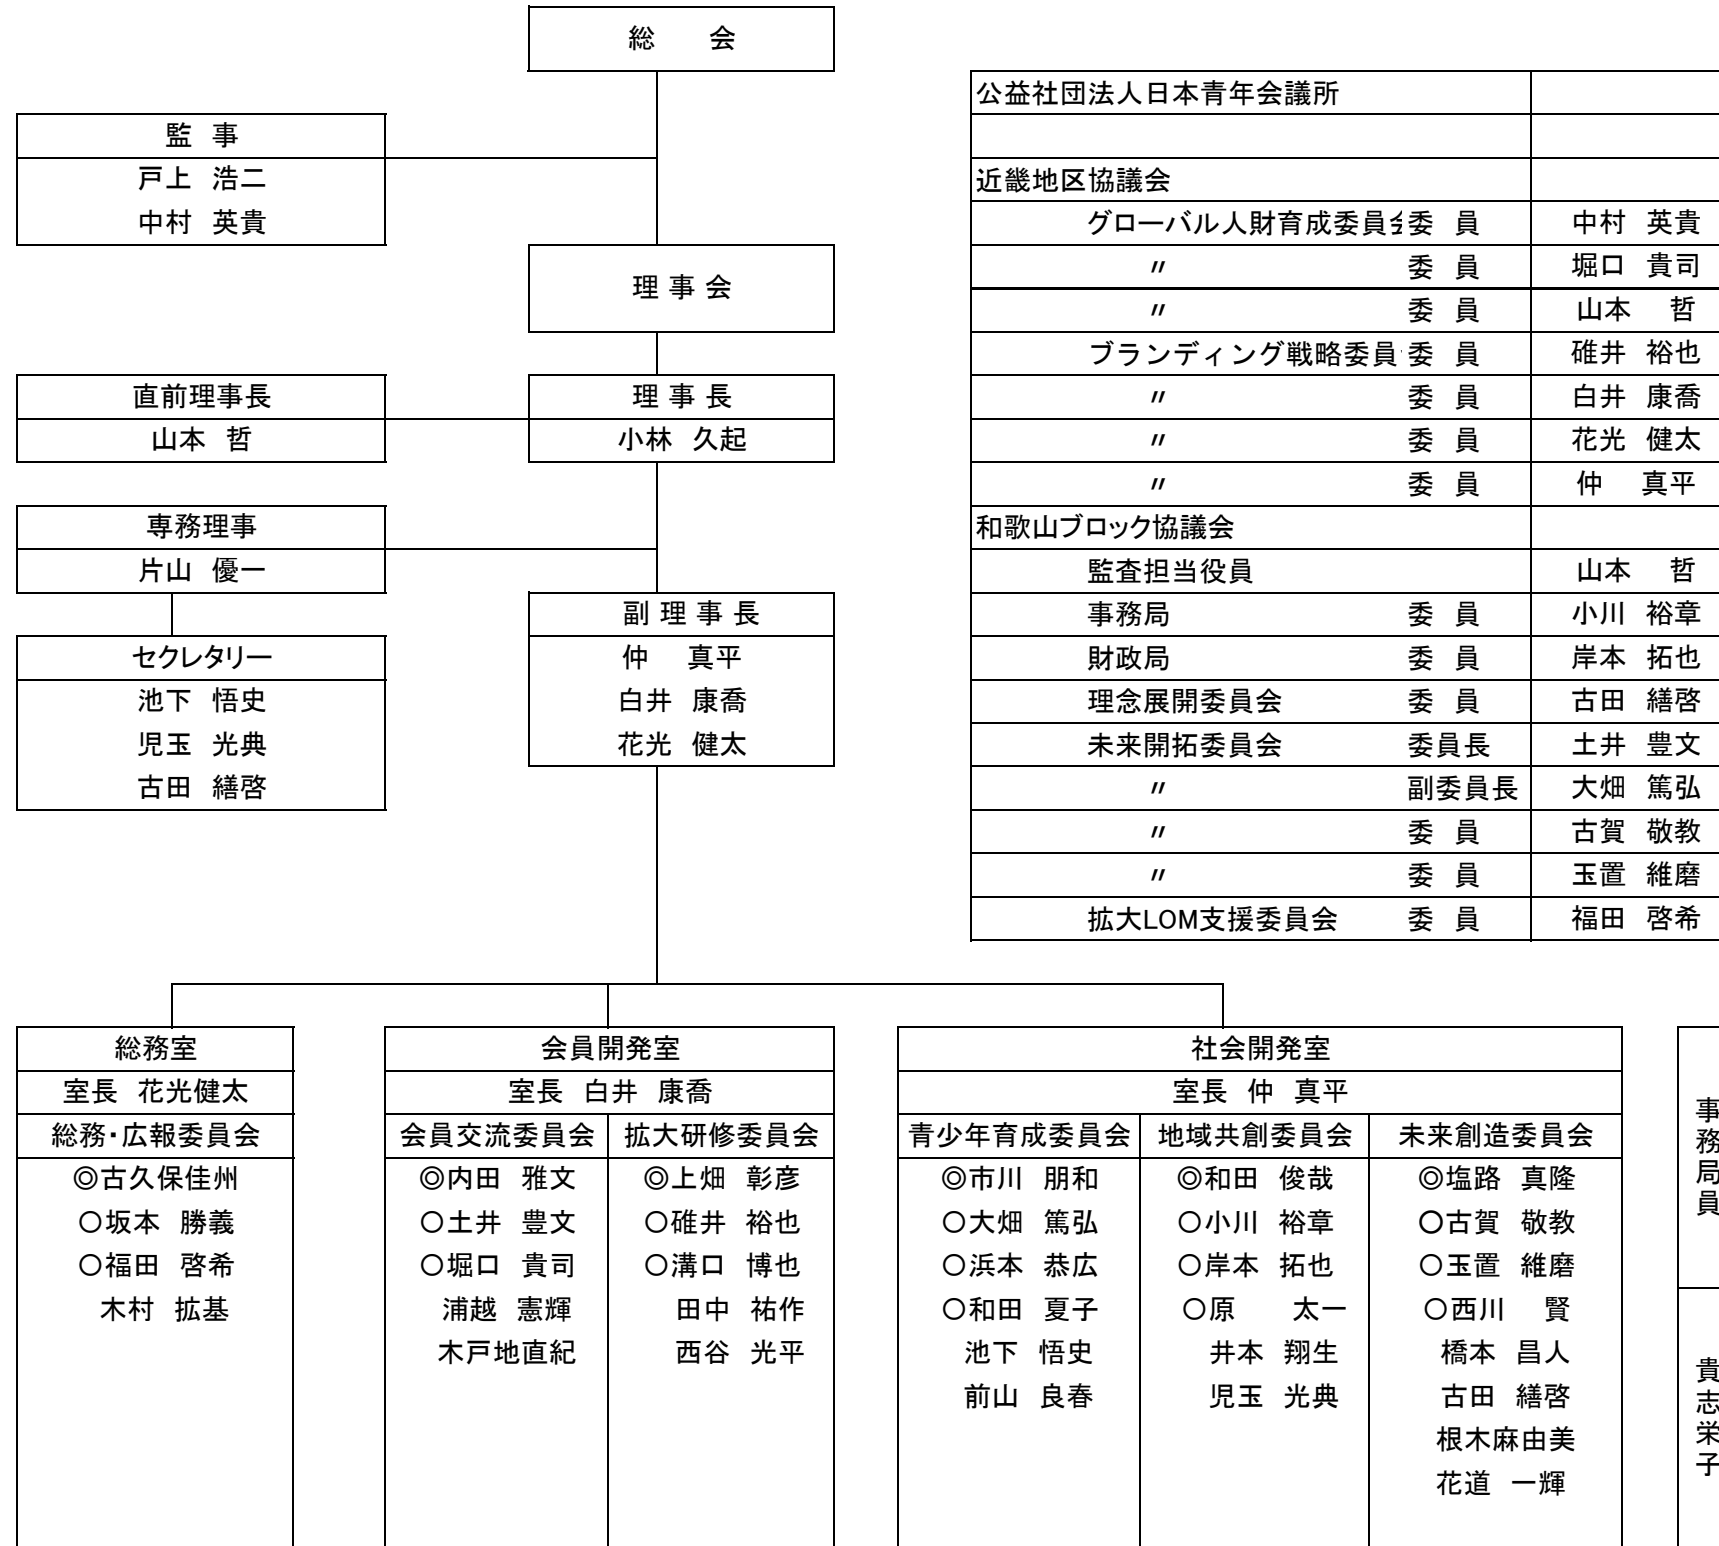 総 会
監 事
戸上 浩二
中村 英貴
理 事 会
直前理事長
山本 哲
理 事 長
小林 久起
専務理事
片山 優一
セクレタリー
池下 悟史
児玉 光典
古田 繕啓
副 理 事 長
仲 真平
白井 康喬
花光 健太
公益社団法人日本青年会議所
近畿地区協議会
グローバル人財育成委員会 委 員 中村 英貴
〃 委 員 堀口 貴司
〃 委 員 山本 哲
ブランディング戦略委員 委 員 碓井 裕也
〃 委 員 白井 康喬
〃 委 員 花光 健太
〃 委 員 仲 真平
和歌山ブロック協議会
監査担当役員 山本 哲
事務局 委 員 小川 裕章
財政局 委 員 岸本 拓也
理念展開委員会 委 員 古田 繕啓
未来開拓委員会 委員長 土井 豊文
〃 副委員長 大畑 篤弘
〃 委 員 古賀 敬教
〃 委 員 玉置 維磨
拡大LOM支援委員会 委 員 福田 啓希
総務室
室長 花光健太
総務・広報委員会
◎古久保佳州
○坂本 勝義
○福田 啓希
木村 拡基
会員開発室
室長 白井 康喬
会員交流委員会
◎内田 雅文
○土井 豊文
○堀口 貴司
浦越 憲輝
木戸地直紀
拡大研修委員会
◎上畑 彰彦
○碓井 裕也
○溝口 博也
田中 祐作
西谷 光平
社会開発室
室長 仲 真平
青少年育成委員会
◎市川 朋和
○大畑 篤弘
○浜本 恭広
○和田 夏子
池下 悟史
前山 良春
地域共創委員会
◎和田 俊哉
○小川 裕章
○岸本 拓也
○原 太一
井本 翔生
児玉 光典
未来創造委員会
◎塩路 真隆
○古賀 敬教
○玉置 維磨
○西川 賢
橋本 昌人
古田 繕啓
根木麻由美
花道 一輝
事務局員
貴志栄子